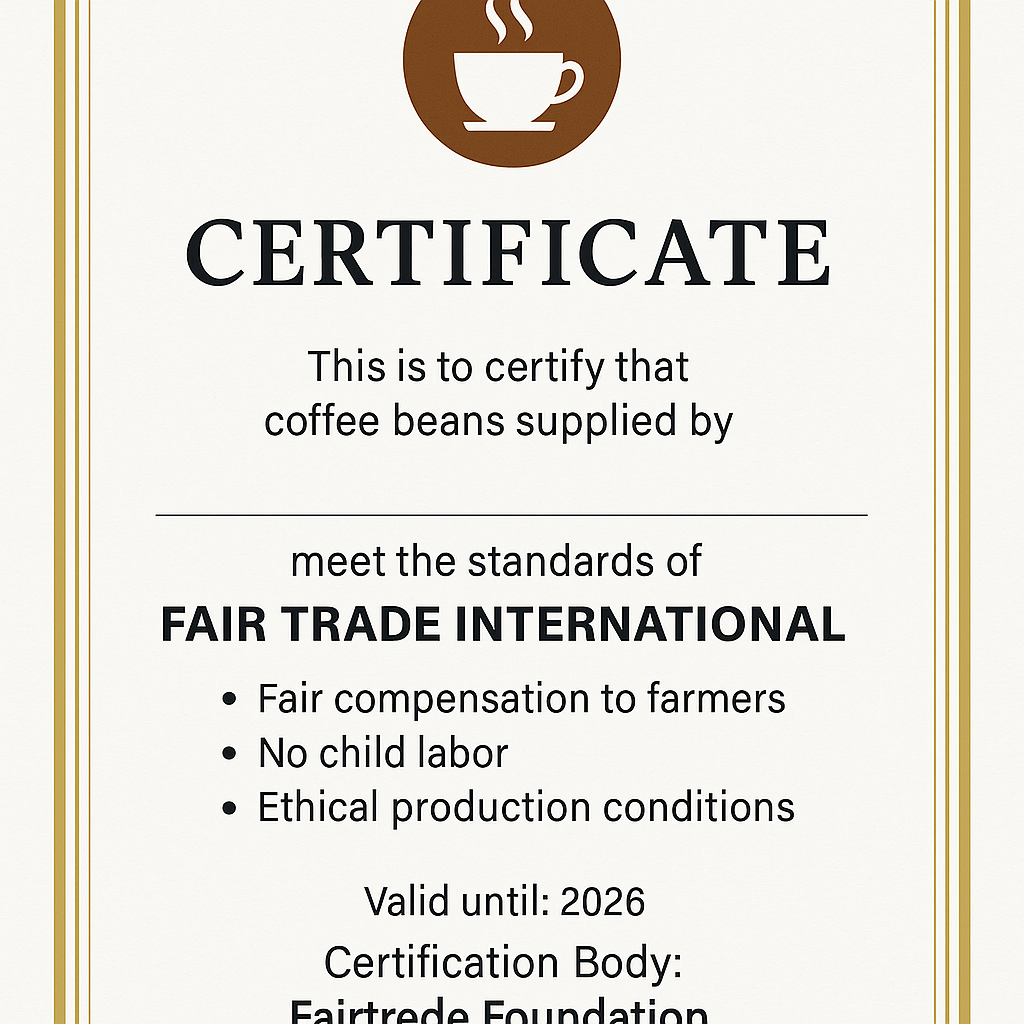 CERTIFICATE
This is to certify that
coffee beans supplied by
meet the standards of
FAIR TRADE INTERNATIONAL
• Fair compensation to farmers
• No child labor
• Ethical production conditions
Valid until: 2026
Certification Body:
Fairtrede Foundation